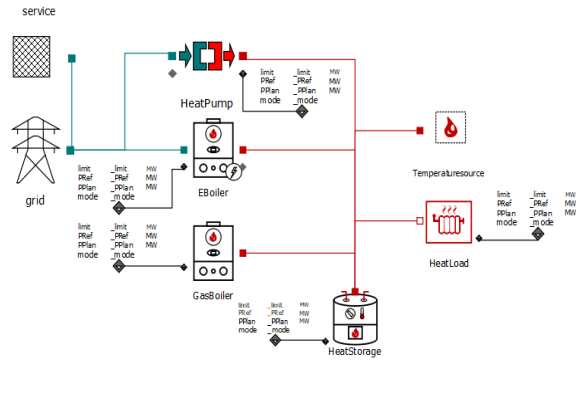 service
limit _limit MW
PRef _PRef MW
PPlan _PPlan MW
mode _mode
HeatPump
grid
limit _limit MW
PRef _PRef MW
PPlan _PPlan MW
mode _mode
EBoiler
Temperaturesource
limit _limit MW
PRef _PRef MW
PPlan _PPlan MW
mode _mode
HeatLoad
limit _limit MW
PRef _PRef MW
PPlan _PPlan MW
mode _mode
GasBoiler
limit _limit MW
PRef _PRef MW
PPlan _PPlan MW
mode _mode
HeatStorage